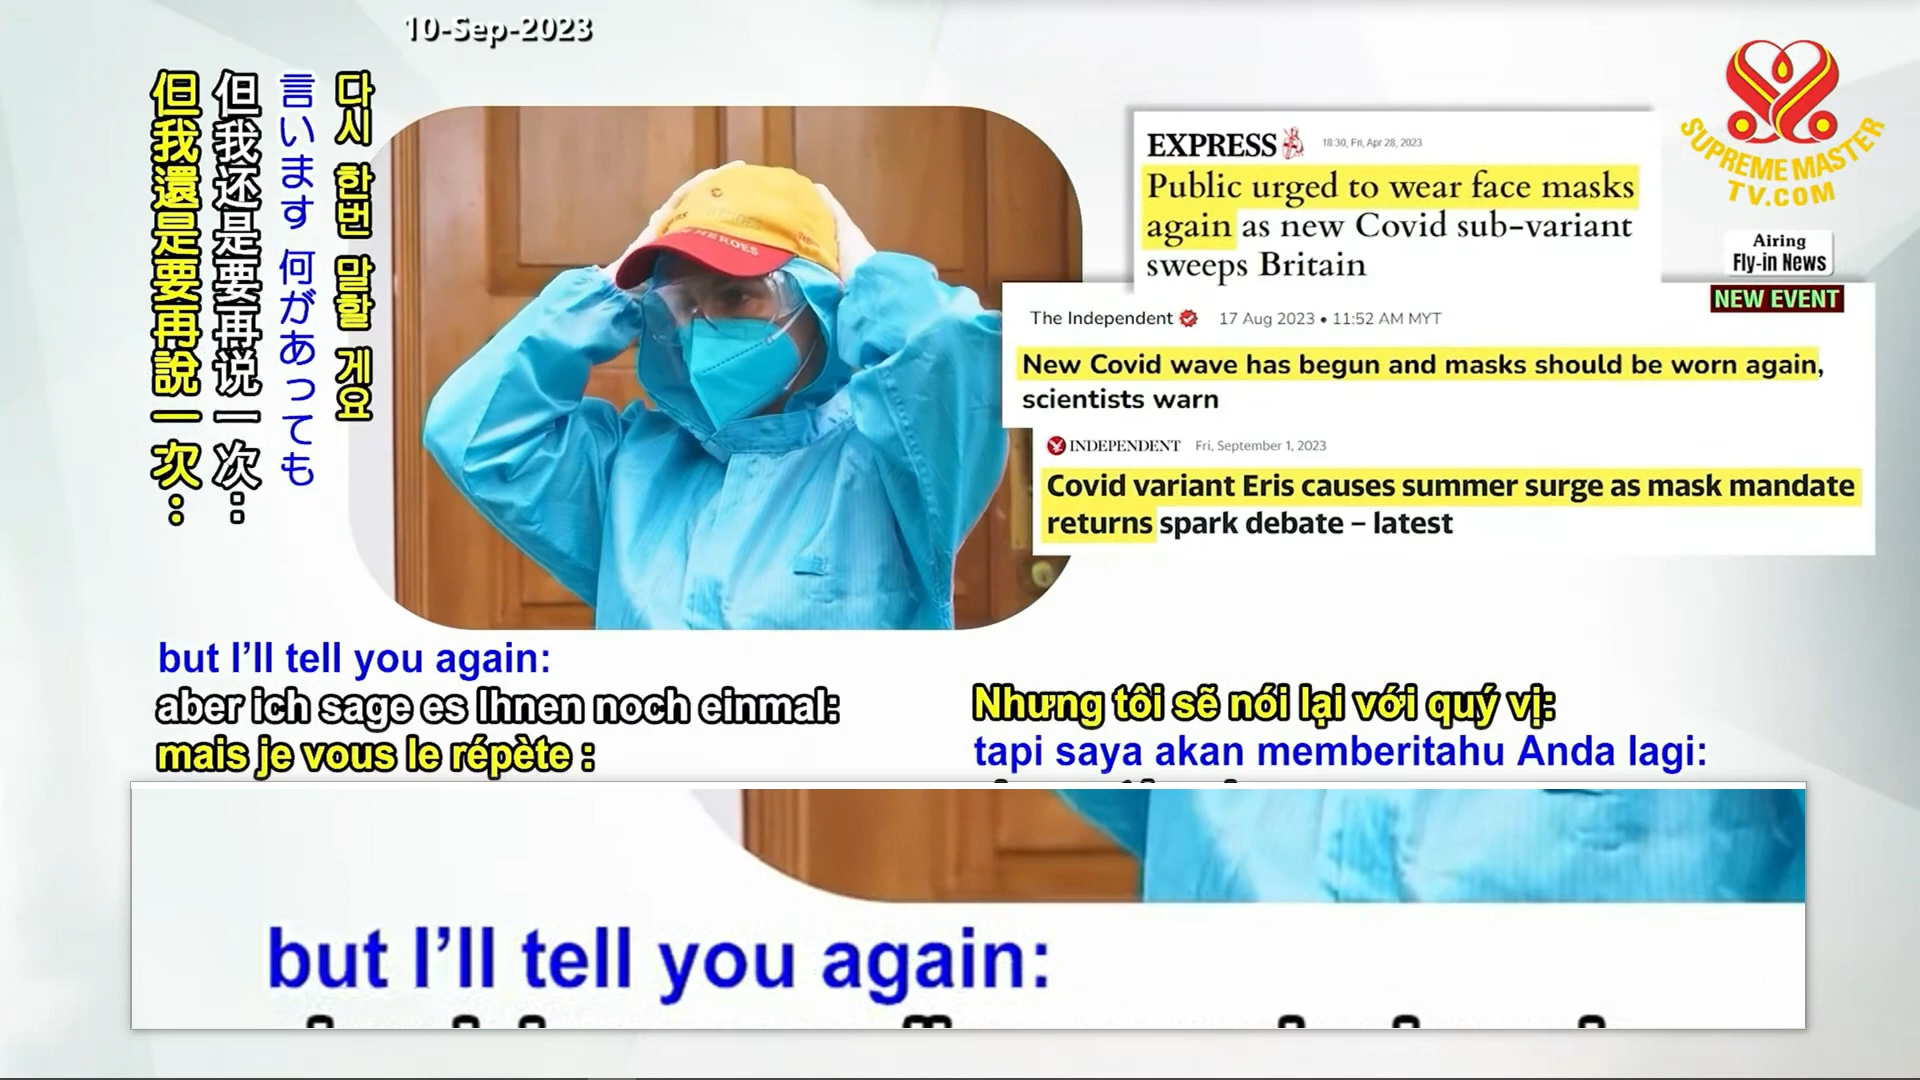 10-Sep-2023
다시 한번 말할 게요
言います 何があっても
但我还是要再说一次：
但我還是要再說一次：
EXPRESS
18:30, Fri, Apr 28, 2023
Public urged to wear face masks
again as new Covid sub-variant
sweeps Britain
The Independent 17 Aug 2023 • 11:52 AM MYT
New Covid wave has begun and masks should be worn again,
scientists warn
INDEPENDENT Fri, September 1, 2023
Covid variant Eris causes summer surge as mask mandate
returns spark debate – latest
SUPREME MASTER
TV.COM
Airing
Fly-in News
NEW EVENT
HEROES
but I’ll tell you again:
aber ich sage es Ihnen noch einmal:
mais je vous le répète :
Nhưng tôi sẽ nói lại với quý vị:
tapi saya akan memberitahu Anda lagi:
but I’ll tell you again: